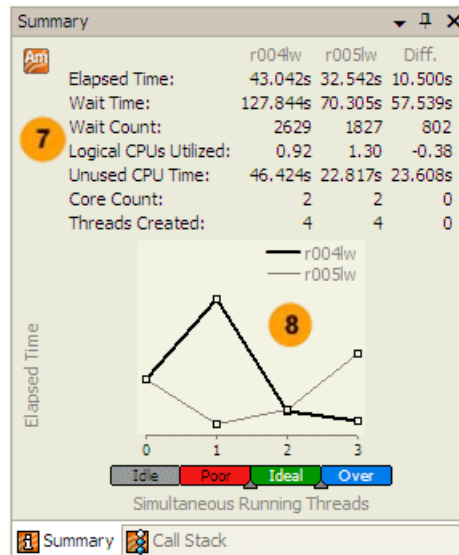 Summary
Am
r004lw r005lw Diff.
Elapsed Time: 43.042s 32.542s 10.500s
Wait Time: 127.844s 70.305s 57.539s
7
Wait Count: 2629 1827 802
Logical CPUs Utilized: 0.92 1.30 -0.38
Unused CPU Time: 46.424s 22.817s 23.608s
Core Count: 2 2 0
Threads Created: 4 4 0
r004lw
r005lw
8
Elapsed Time
0 1 2 3
Idle Poor Ideal Over
Simultaneous Running Threads
Summary Call Stack